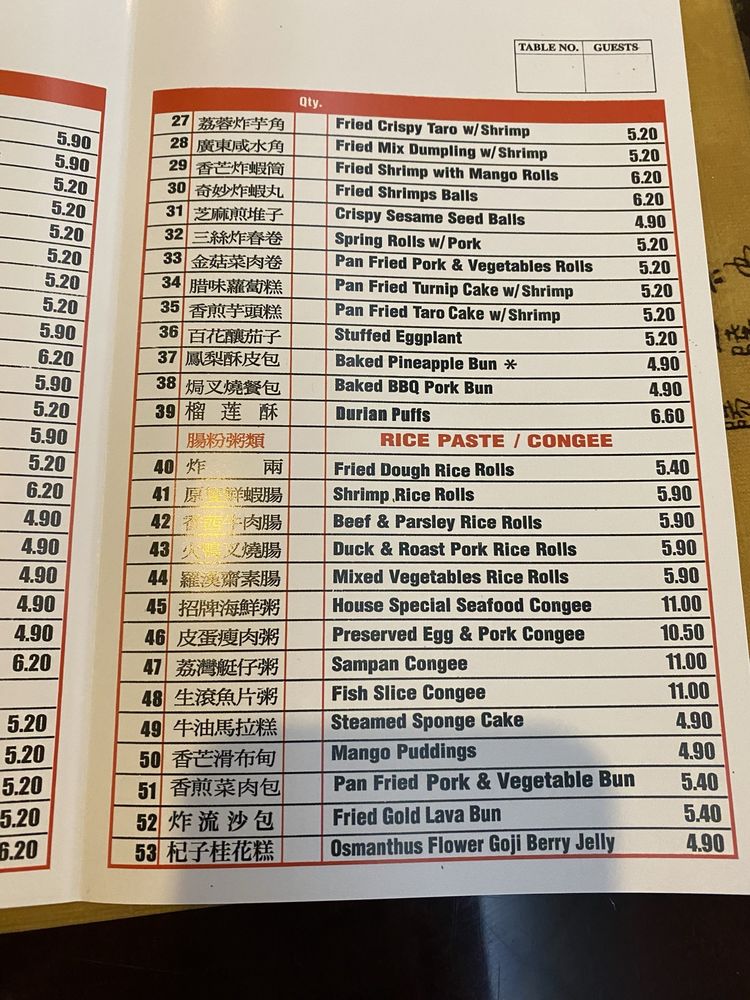 TABLE NO. GUESTS
Qty.
5.90
5.90
5.20
5.20
5.20
5.20
5.20
5.20
5.90
6.20
5.90
5.20
5.90
5.20
6.20
4.90
4.90
4.90
4.90
4.90
6.20
5.20
5.20
5.20
5.20
6.20
27 荔蓉炸芋角 Fried Crispy Taro w/Shrimp 5.20
28 廣東咸水角 Fried Mix Dumpling w/Shrimp 5.20
29 香芒炸蝦筒 Fried Shrimp with Mango Rolls 6.20
30 奇妙炸蝦丸 Fried Shrimps Balls 6.20
31 芝麻煎堆子 Crispy Sesame Seed Balls 4.90
32 三絲炸春卷 Spring Rolls w/Pork 5.20
33 金菇菜肉卷 Pan Fried Pork & Vegetables Rolls 5.20
34 腊味蘿蔔糕 Pan Fried Turnip Cake w/Shrimp 5.20
35 香煎芋頭糕 Pan Fried Taro Cake w/Shrimp 5.20
36 百花釀茄子 Stuffed Eggplant 5.20
37 鳳梨酥皮包 Baked Pineapple Bun * 4.90
38 焗叉燒餐包 Baked BBQ Pork Bun 4.90
39 榴莲酥 Durian Puffs 6.60
腸粉粥類 RICE PASTE / CONGEE
40 炸兩 Fried Dough Rice Rolls 5.40
41 原鮮蝦腸 Shrimp Rice Rolls 5.90
42 香西牛肉腸 Beef & Parsley Rice Rolls 5.90
43 火鴨叉燒腸 Duck & Roast Pork Rice Rolls 5.90
44 羅漢齋素腸 Mixed Vegetables Rice Rolls 5.90
45 招牌海鮮粥 House Special Seafood Congee 11.00
46 皮蛋瘦肉粥 Preserved Egg & Pork Congee 10.50
47 荔灣艇仔粥 Sampan Congee 11.00
48 生滾魚片粥 Fish Slice Congee 11.00
49 牛油馬拉糕 Steamed Sponge Cake 4.90
50 香芒滑布甸 Mango Puddings 4.90
51 香煎菜肉包 Pan Fried Pork & Vegetable Bun 5.40
52 炸流沙包 Fried Gold Lava Bun 5.40
53 杞子桂花糕 Osmanthus Flower Goji Berry Jelly 4.90